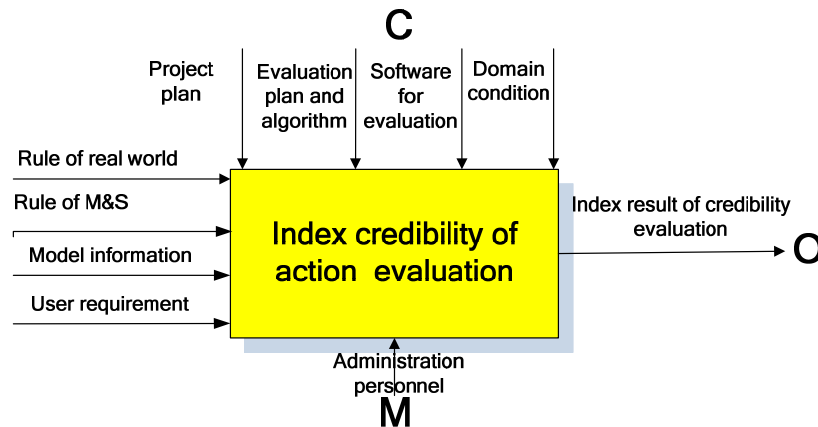 C
Project
plan
Evaluation
plan and
algorithm
Software
for
evaluation
Domain
condition
Rule of real world
Rule of M&S
Model information
User requirement
Index credibility of
action evaluation
Index result of credibility
evaluation
O
Administration
personnel
M